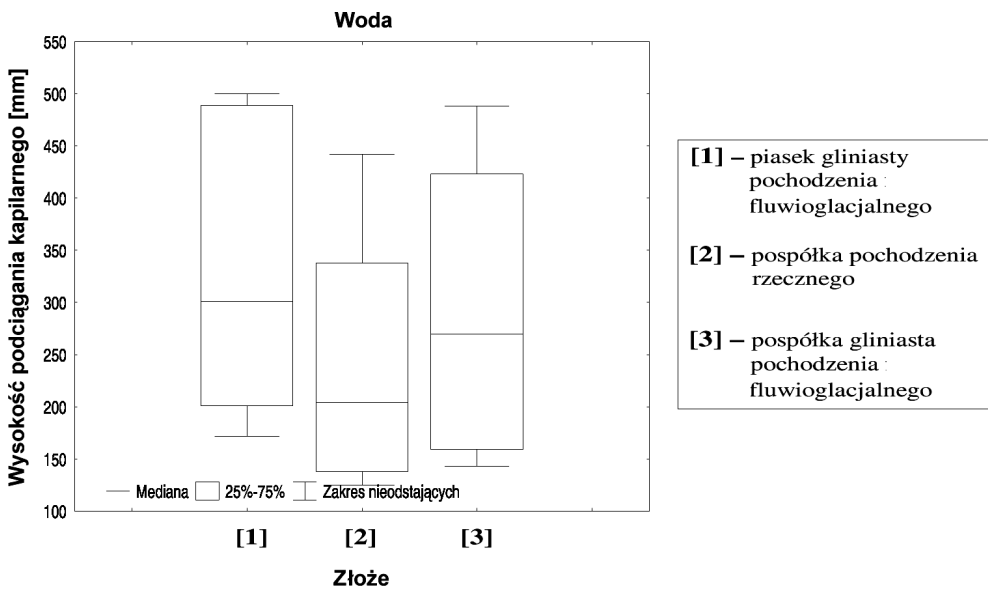 Woda
Wysokość podciągania kapilarnego [mm]
550
500
450
400
350
300
250
200
150
100
Mediana
25%-75%
Zakres nieodstających
[1]
[2]
[3]
Złoże
[1] – piasek gliniasty
pochodzenia
fluwioglacjalnego
[2] – pospółka pochodzenia
rzecznego
[3] – pospółka gliniasta
pochodzenia
fluwioglacjalnego